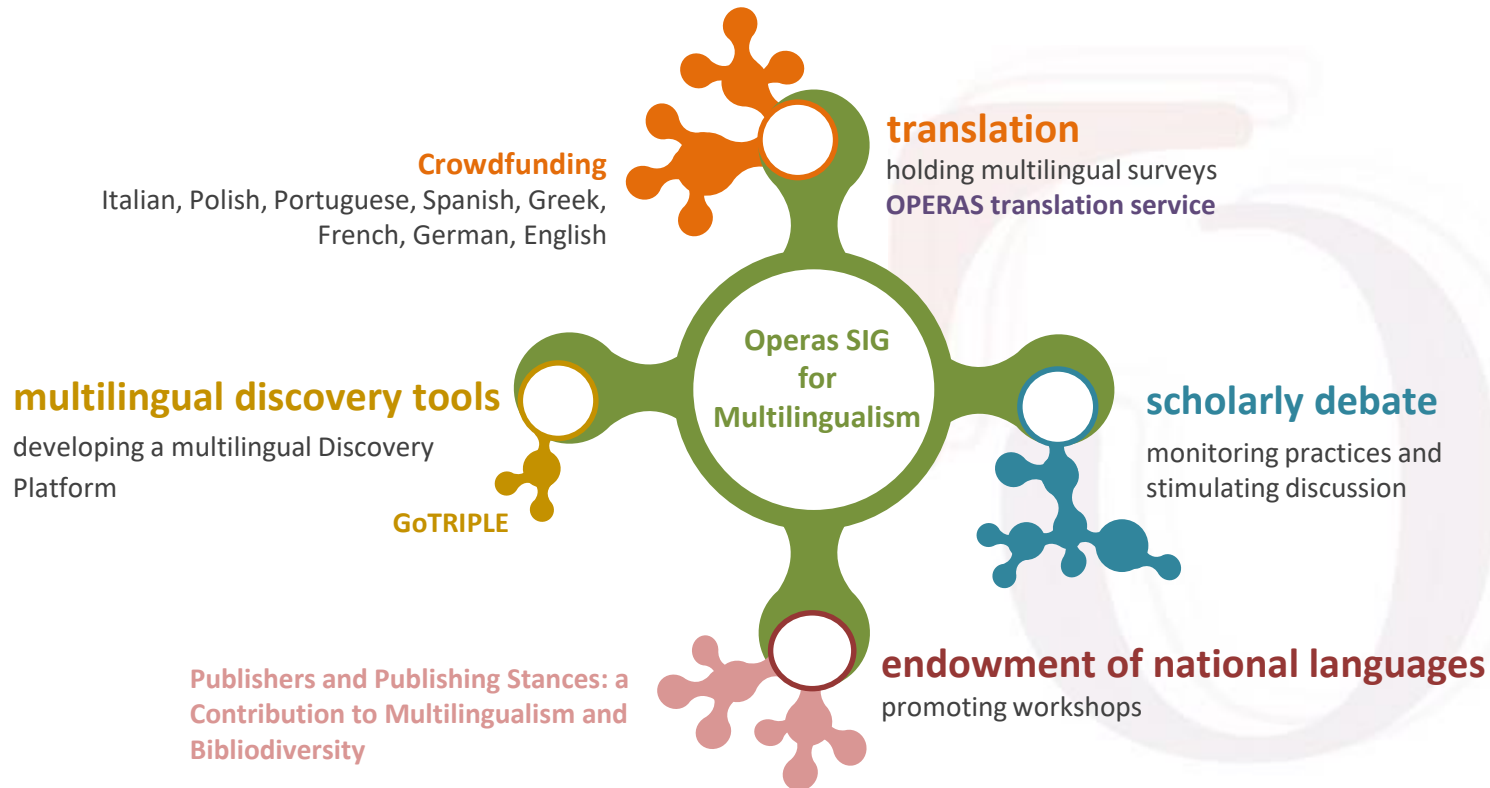 translation
holding multilingual surveys
OPERAS translation service
Crowdfunding
Italian, Polish, Portuguese, Spanish, Greek,
French, German, English
Operas SIG
for
Multilingualism
multilingual discovery tools
developing a multilingual Discovery
Platform
GoTRIPLE
scholarly debate
monitoring practices and
stimulating discussion
endowment of national languages
promoting workshops
Publishers and Publishing Stances: a
Contribution to Multilingualism and
Bibliodiversity